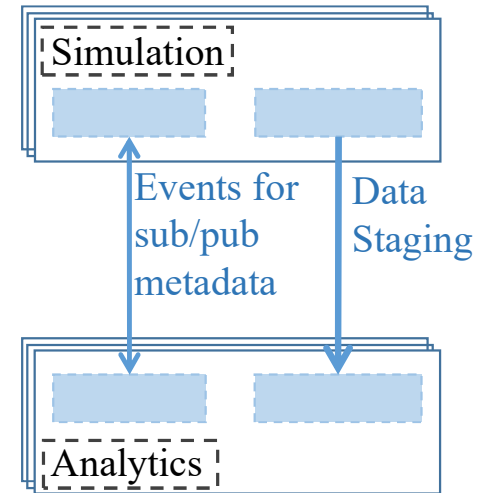 Simulation
Events for
sub/pub
metadata
Data
Staging
Analytics